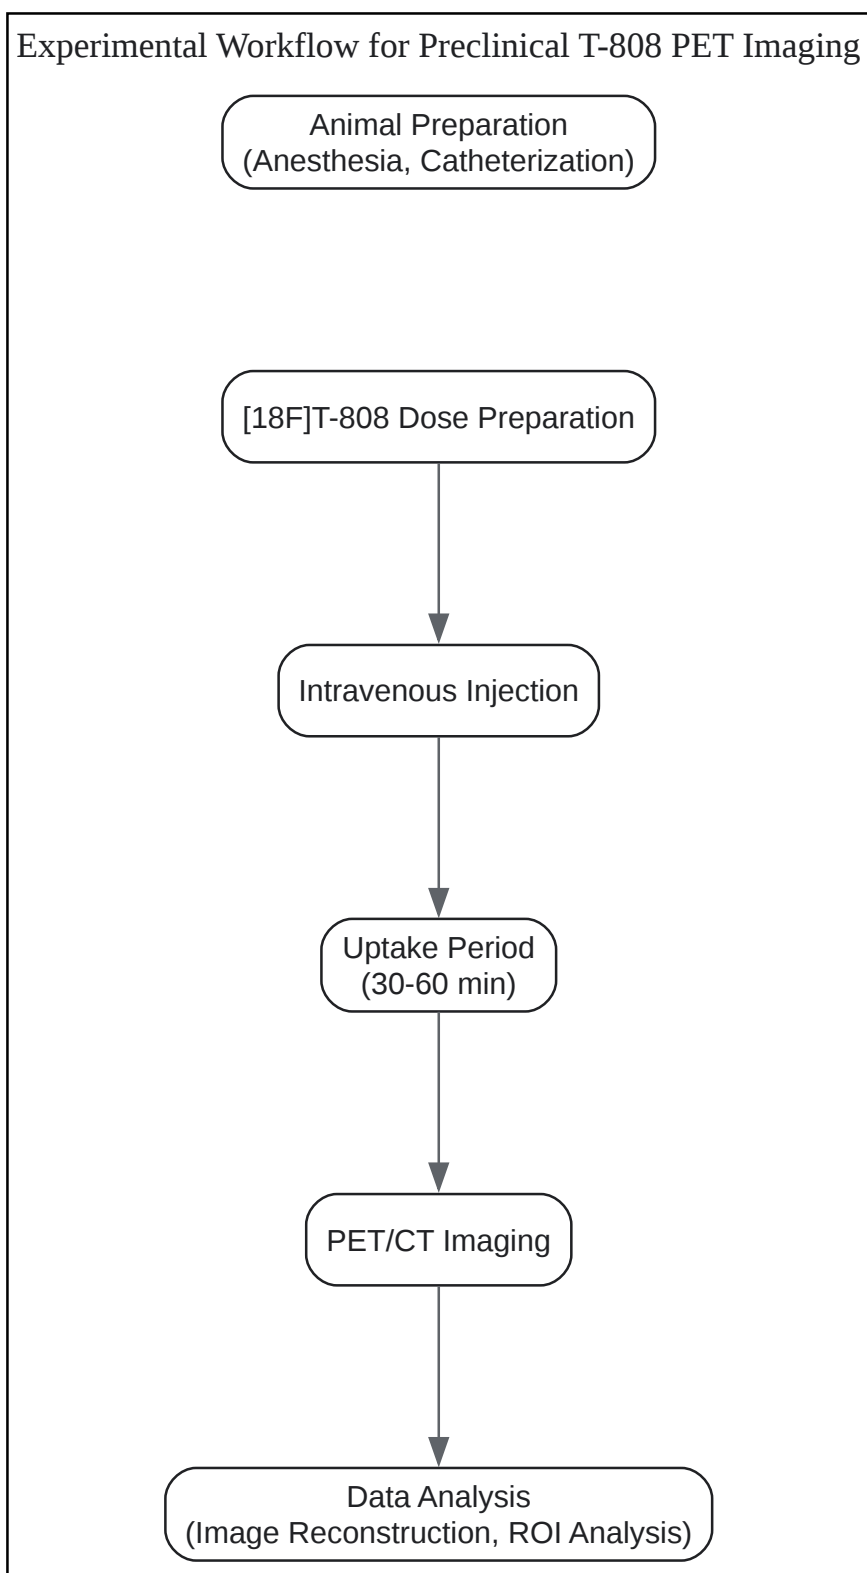 Experimental Workflow for Preclinical T-808 PET Imaging
Animal Preparation
(Anesthesia, Catheterization)
[18F]T-808 Dose Preparation
Intravenous Injection
Uptake Period
(30-60 min)
PET/CT Imaging
Data Analysis
(Image Reconstruction, ROI Analysis)